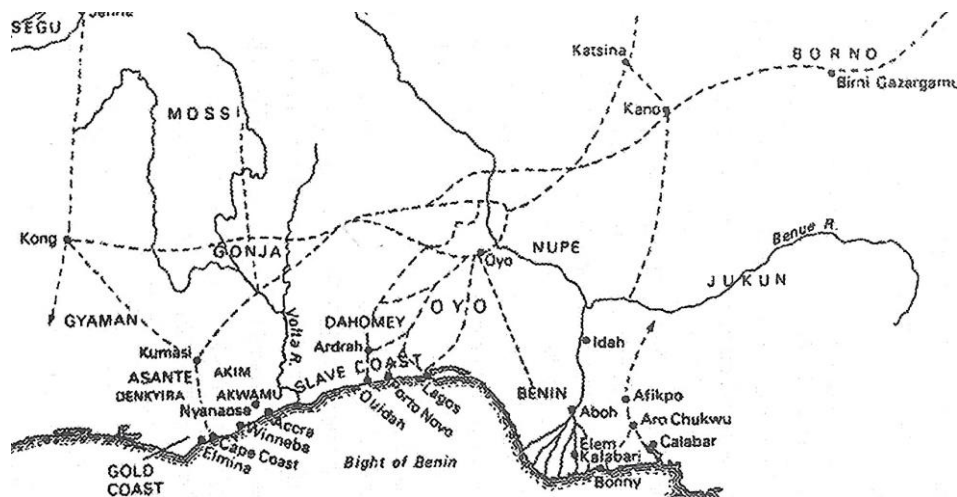 SEGU
Jenne
Katsina
BORNO
Birni Gazargamu
Kano
MOSSI
Kong
GONJA
Oyo
NUPE
Benue R.
JUKUN
GYAMAN
Volta R.
DAHOMEY
OYO
Ardrah
Idah
Kumasi
ASANTE
AKIM
DENKYIRA
AKWAMU
SLAVE COAST
BENIN
Nyanaose
Accra
Winneba
Cape Coast
Elmina
Ouidah
Porto Novo
Lagos
Aboh
Afikpo
Aro Chukwu
Calabar
Elem
Kalabari
Bonny
GOLD
COAST
Bight of Benin